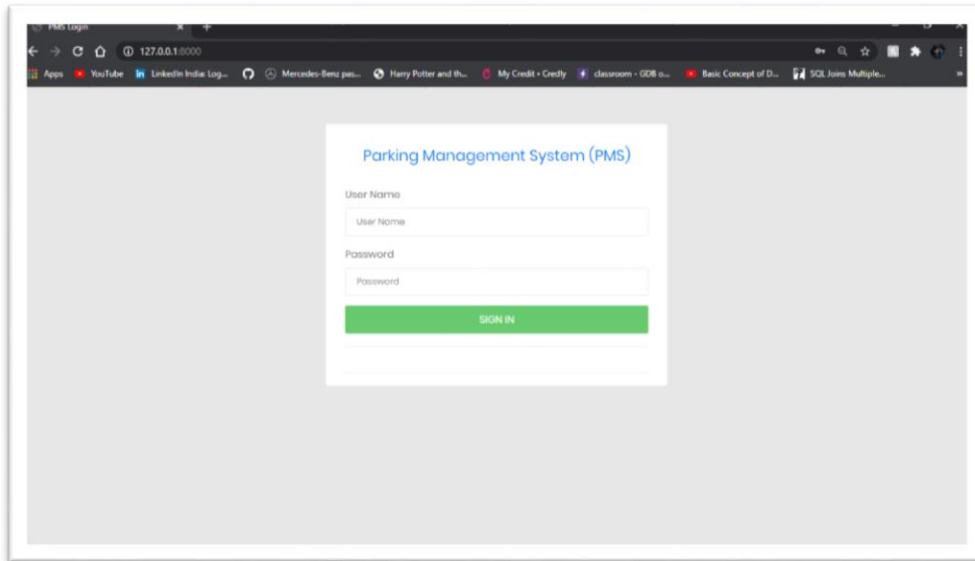 PMS Login
127.0.0.1:8000
Apps YouTube LinkedIn India: Log... Mercedes-Benz pas... Harry Potter and th... My Credit • Credly classroom - GDB o... Basic Concept of D... SQL Joins Multiple... »
Parking Management System (PMS)
User Name
User Name
Password
Password
SIGN IN